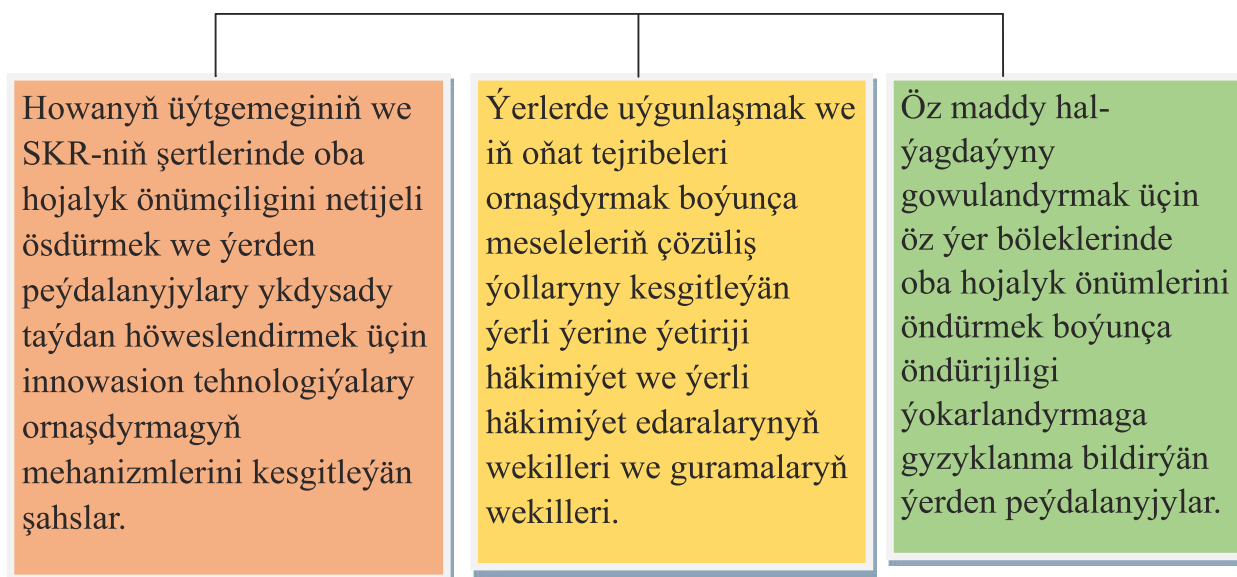 Howanyň üýtgemeginiň we
SKR-niň şertlerinde oba
hojalyk önümçiligini netijeli
ösdürmek we ýerden
peýdalanyjylary ykdysady
taýdan höweslendirmek üçin
innowasion tehnologiýalary
ornaşdyrmagyň
mehanizmlerini kesgitleýän
şahslar.
Ýerlerde uýgunlaşmak we
iň oňat tejribeleri
ornaşdyrmak boýunça
meseleleriň çözüliş
ýollaryny kesgitleýän
ýerli ýerine ýetiriji
häkimiýet we ýerli
häkimiýet edaralarynyň
wekilleri we guramalaryň
wekilleri.
Öz maddy hal-
ýagdaýyny
gowulandyrmak üçin
öz ýer böleklerinde
oba hojalyk önümlerini
öndürmek boýunça
öndürijiligi
ýokarlandyrmaga
gyzyklanma bildirýän
ýerden peýdalanyjylar.